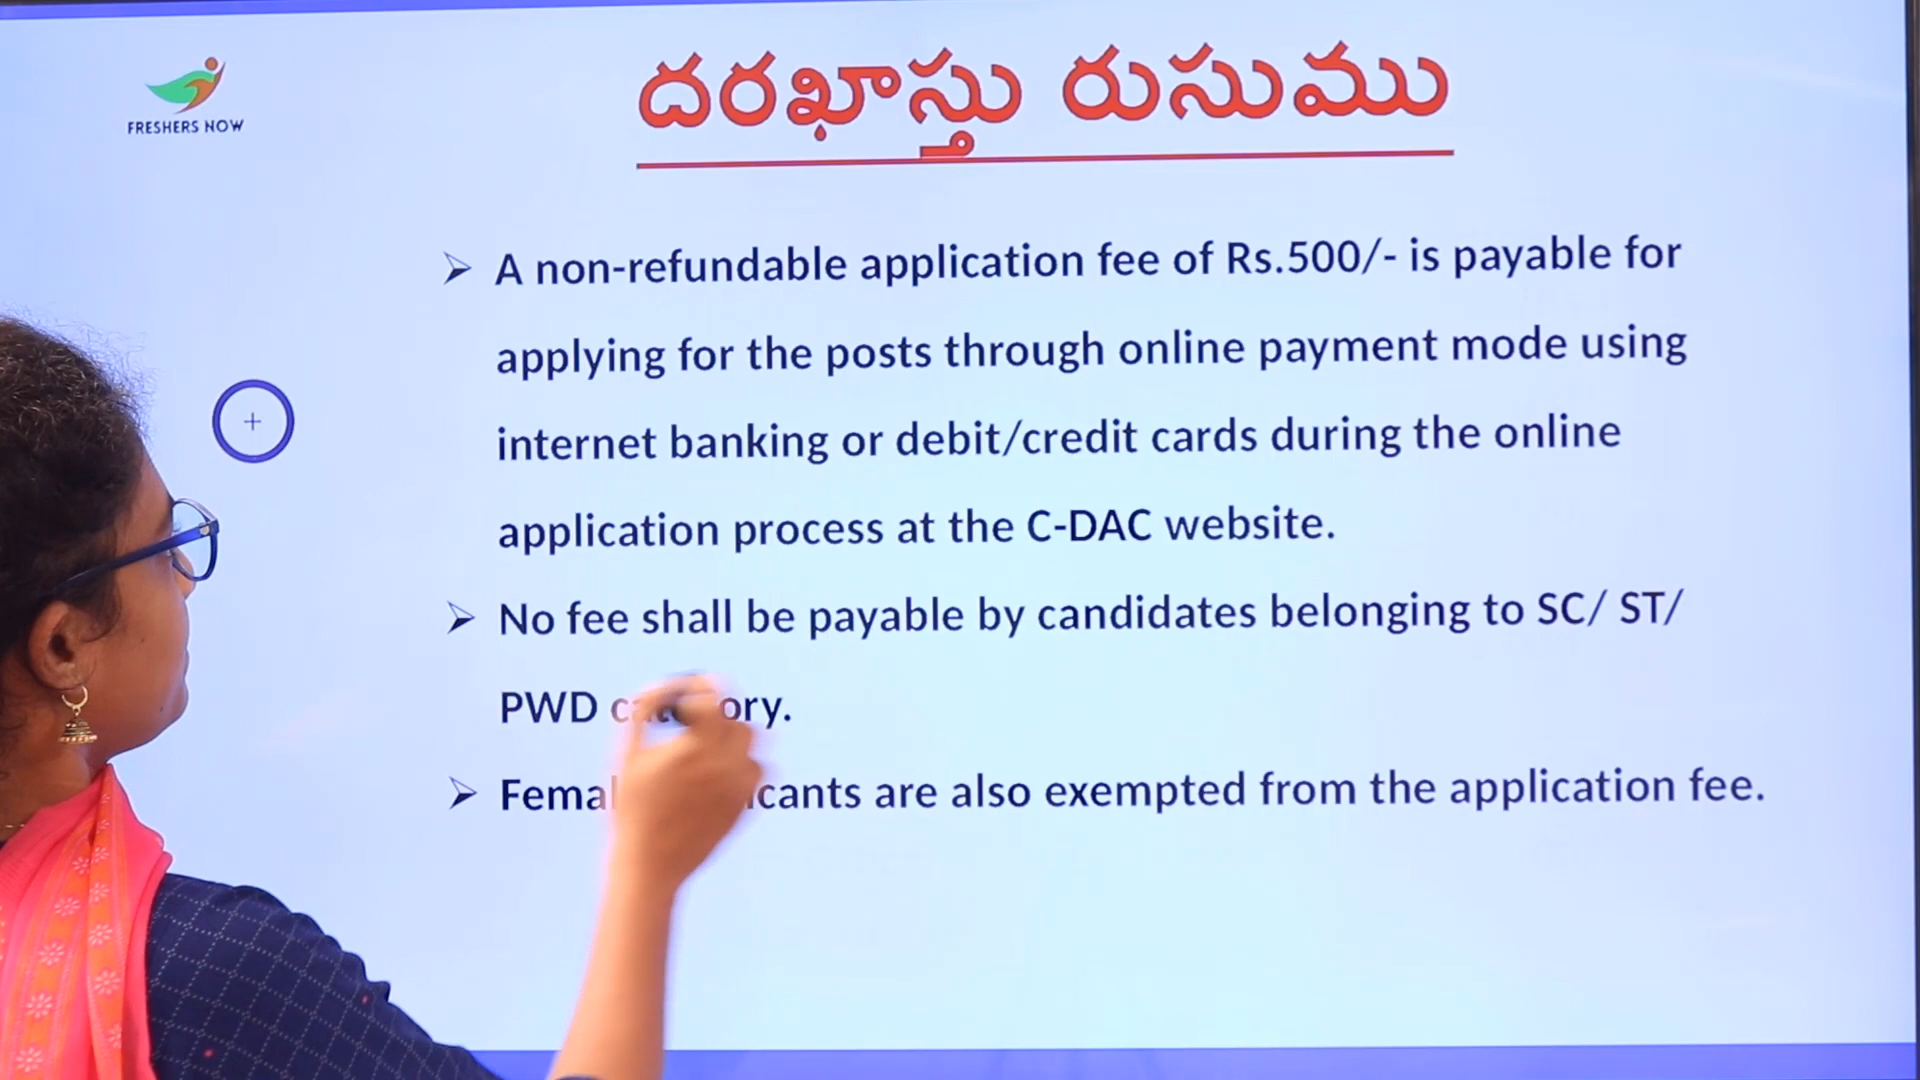 FRESHERS NOW
దరఖాస్తు రుసుము
A non-refundable application fee of Rs.500/- is payable for
applying for the posts through online payment mode using
internet banking or debit/credit cards during the online
application process at the C-DAC website.
No fee shall be payable by candidates belonging to SC/ ST/
PWD category.
are also exempted from the application fee.